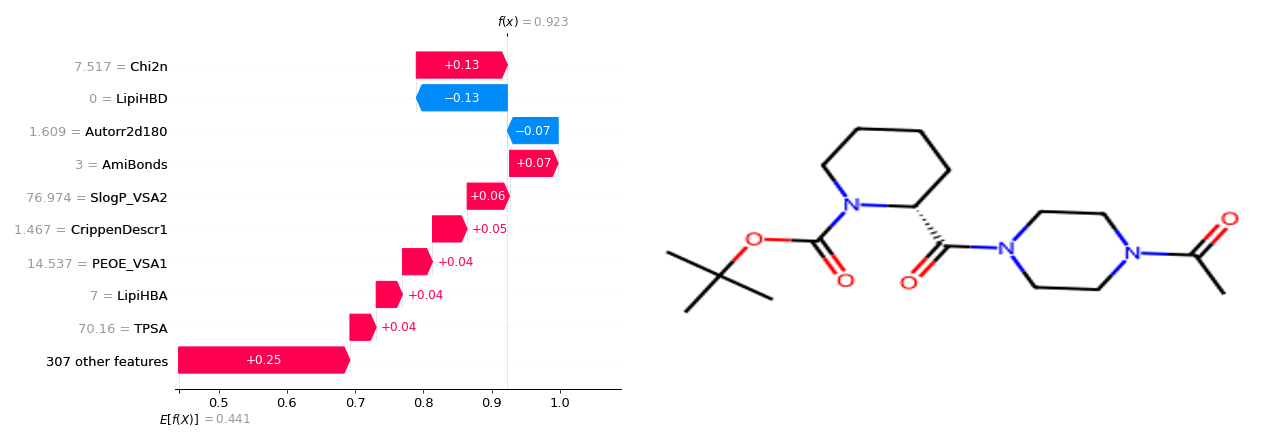 f(x) = 0.923
7.517 = Chi2n +0.13
0 = LipiHBD −0.13
1.609 = Autorr2d180 −0.07
3 = AmiBonds +0.07
76.974 = SlogP_VSA2 +0.06
1.467 = CrippenDescr1 +0.05
14.537 = PEOE_VSA1 +0.04
7 = LipiHBA +0.04
70.16 = TPSA +0.04
307 other features +0.25
0.5 0.6 0.7 0.8 0.9 1.0
E[f(X)] = 0.441
N
O
O
O
N
N
O